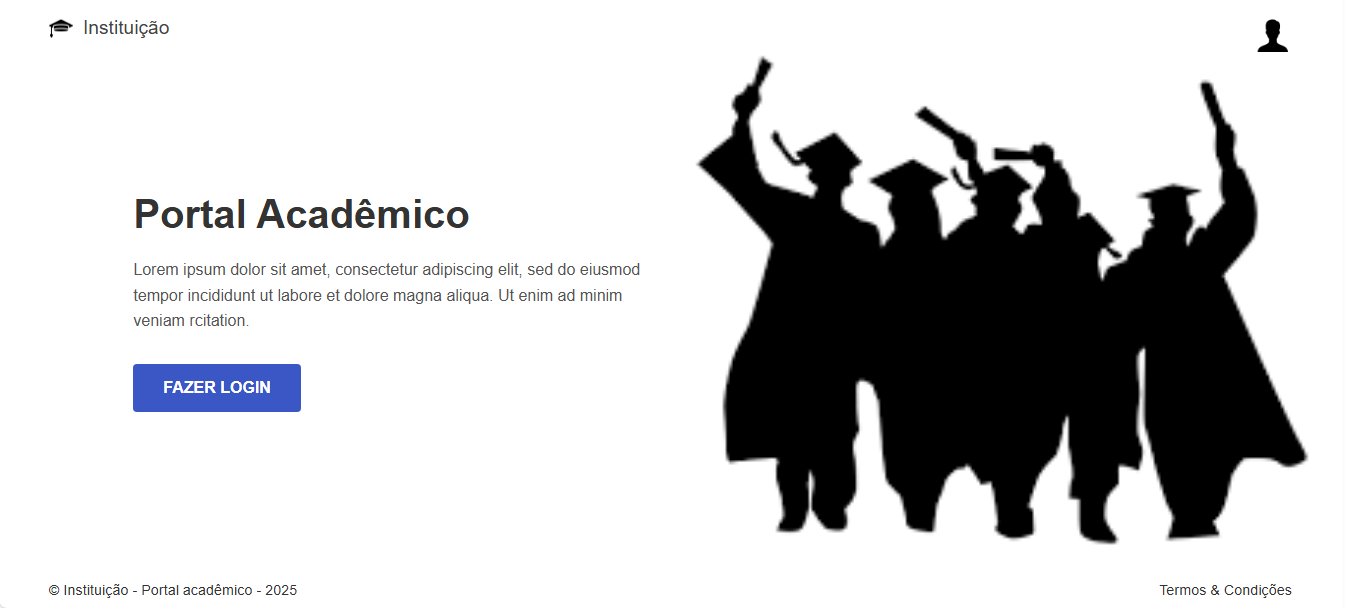 Instituição
Portal Acadêmico
Lorem ipsum dolor sit amet, consectetur adipiscing elit, sed do eiusmod
tempor incididunt ut labore et dolore magna aliqua. Ut enim ad minim
veniam rcitation.
FAZER LOGIN
© Instituição - Portal acadêmico - 2025
Termos & Condições